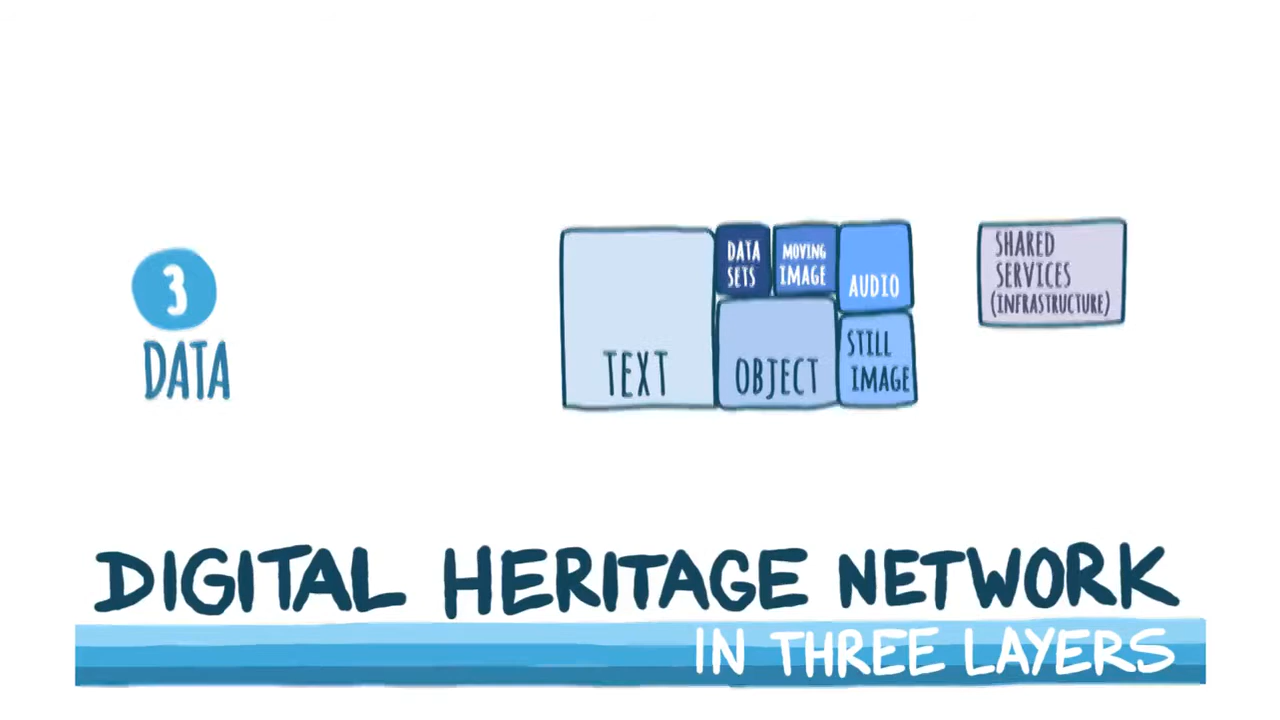 3
DATA
TEXT
DATA
SETS
MOVING
IMAGE
AUDIO
OBJECT
STILL
IMAGE
SHARED
SERVICES
(INFRASTRUCTURE)
DIGITAL HERITAGE NETWORK
IN THREE LAYERS